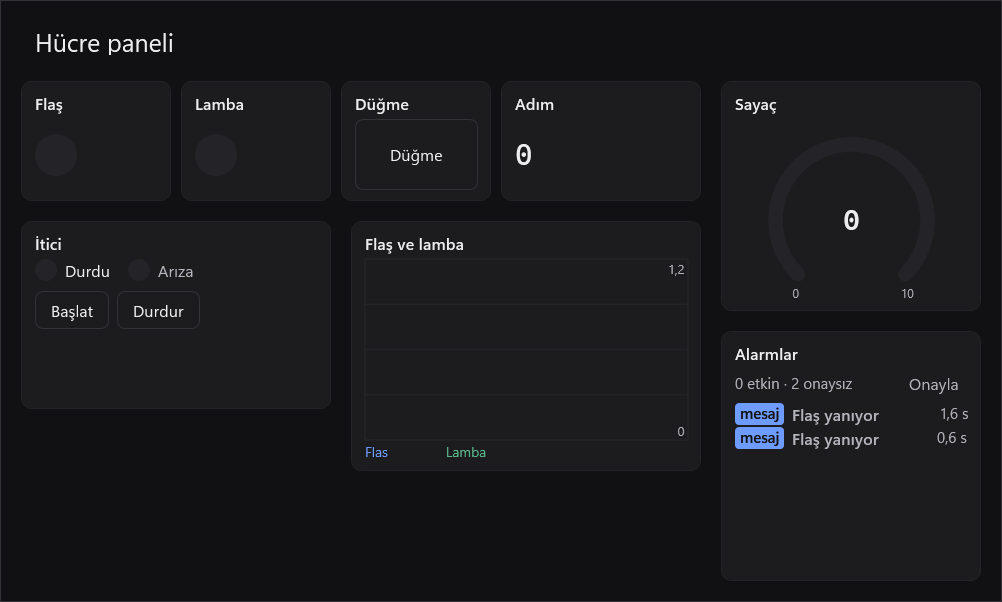 Hücre paneli
Flaş
Lamba
Düğme
Düğme
Adım
0
Sayaç
0
0
10
İtici
Durdu
Arıza
Başlat
Durdur
Flaş ve lamba
1,2
0
Flas
Lamba
Alarmlar
0 etkin · 2 onaysız
Onayla
mesaj Flaş yanıyor 1,6 s
mesaj Flaş yanıyor 0,6 s